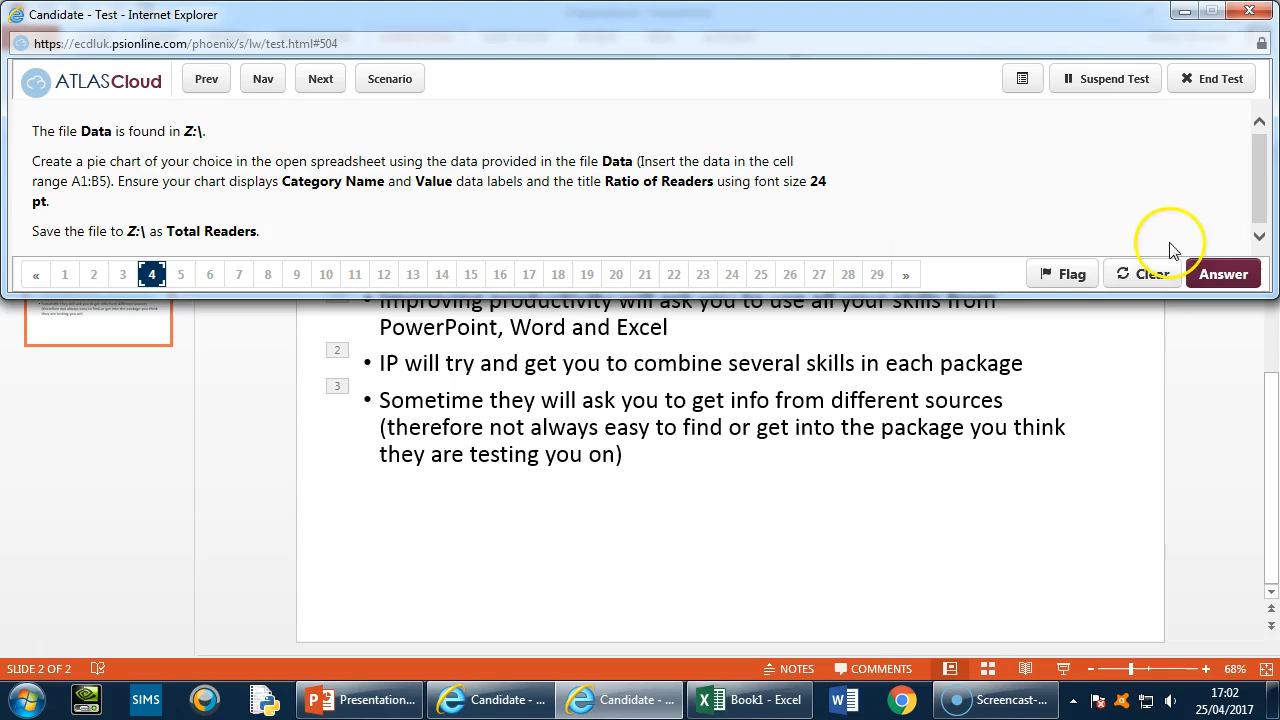 Candidate - Test - Internet Explorer
https://ecdluk.psionline.com/phoenix/s/lw/test.html#504
ATLASCloud Prev Nav Next Scenario Suspend Test End Test
The file Data is found in Z:\.
Create a pie chart of your choice in the open spreadsheet using the data provided in the file Data (Insert the data in the cell
range A1:B5). Ensure your chart displays Category Name and Value data labels and the title Ratio of Readers using font size 24
pt.
Save the file to Z:\ as Total Readers.
« 1 2 3 4 5 6 7 8 9 10 11 12 13 14 15 16 17 18 19 20 21 22 23 24 25 26 27 28 29 » Flag Clear Answer
Improving productivity will ask you to use all your skills from
PowerPoint, Word and Excel
2 • IP will try and get you to combine several skills in each package
3 • Sometime they will ask you to get info from different sources
(therefore not always easy to find or get into the package you think
they are testing you on)
SLIDE 2 OF 2 NOTES COMMENTS 68%
SIMS Presentation... Candidate - ... Candidate - ... Book1 - Excel Screencast-... 17:02
25/04/2017